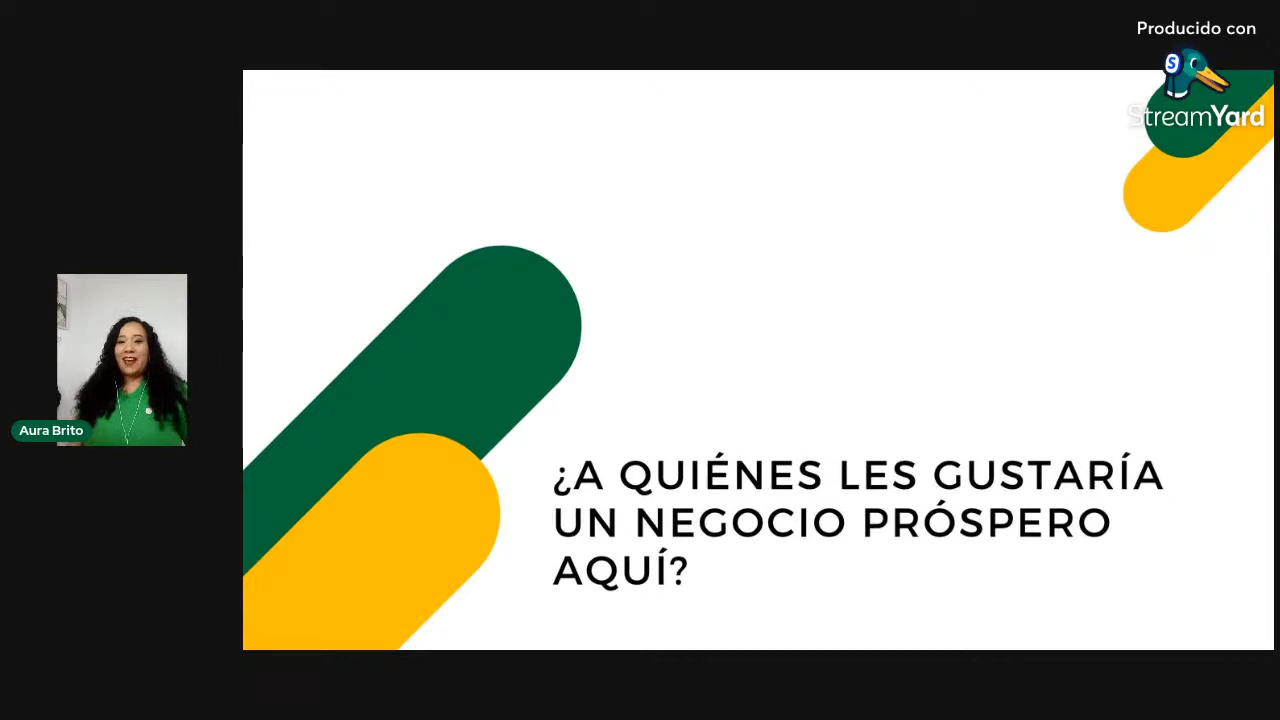 Producido con
S
StreamYard
Aura Brito
¿A QUIÉNES LES GUSTARÍA
UN NEGOCIO PRÓSPERO
AQUÍ?